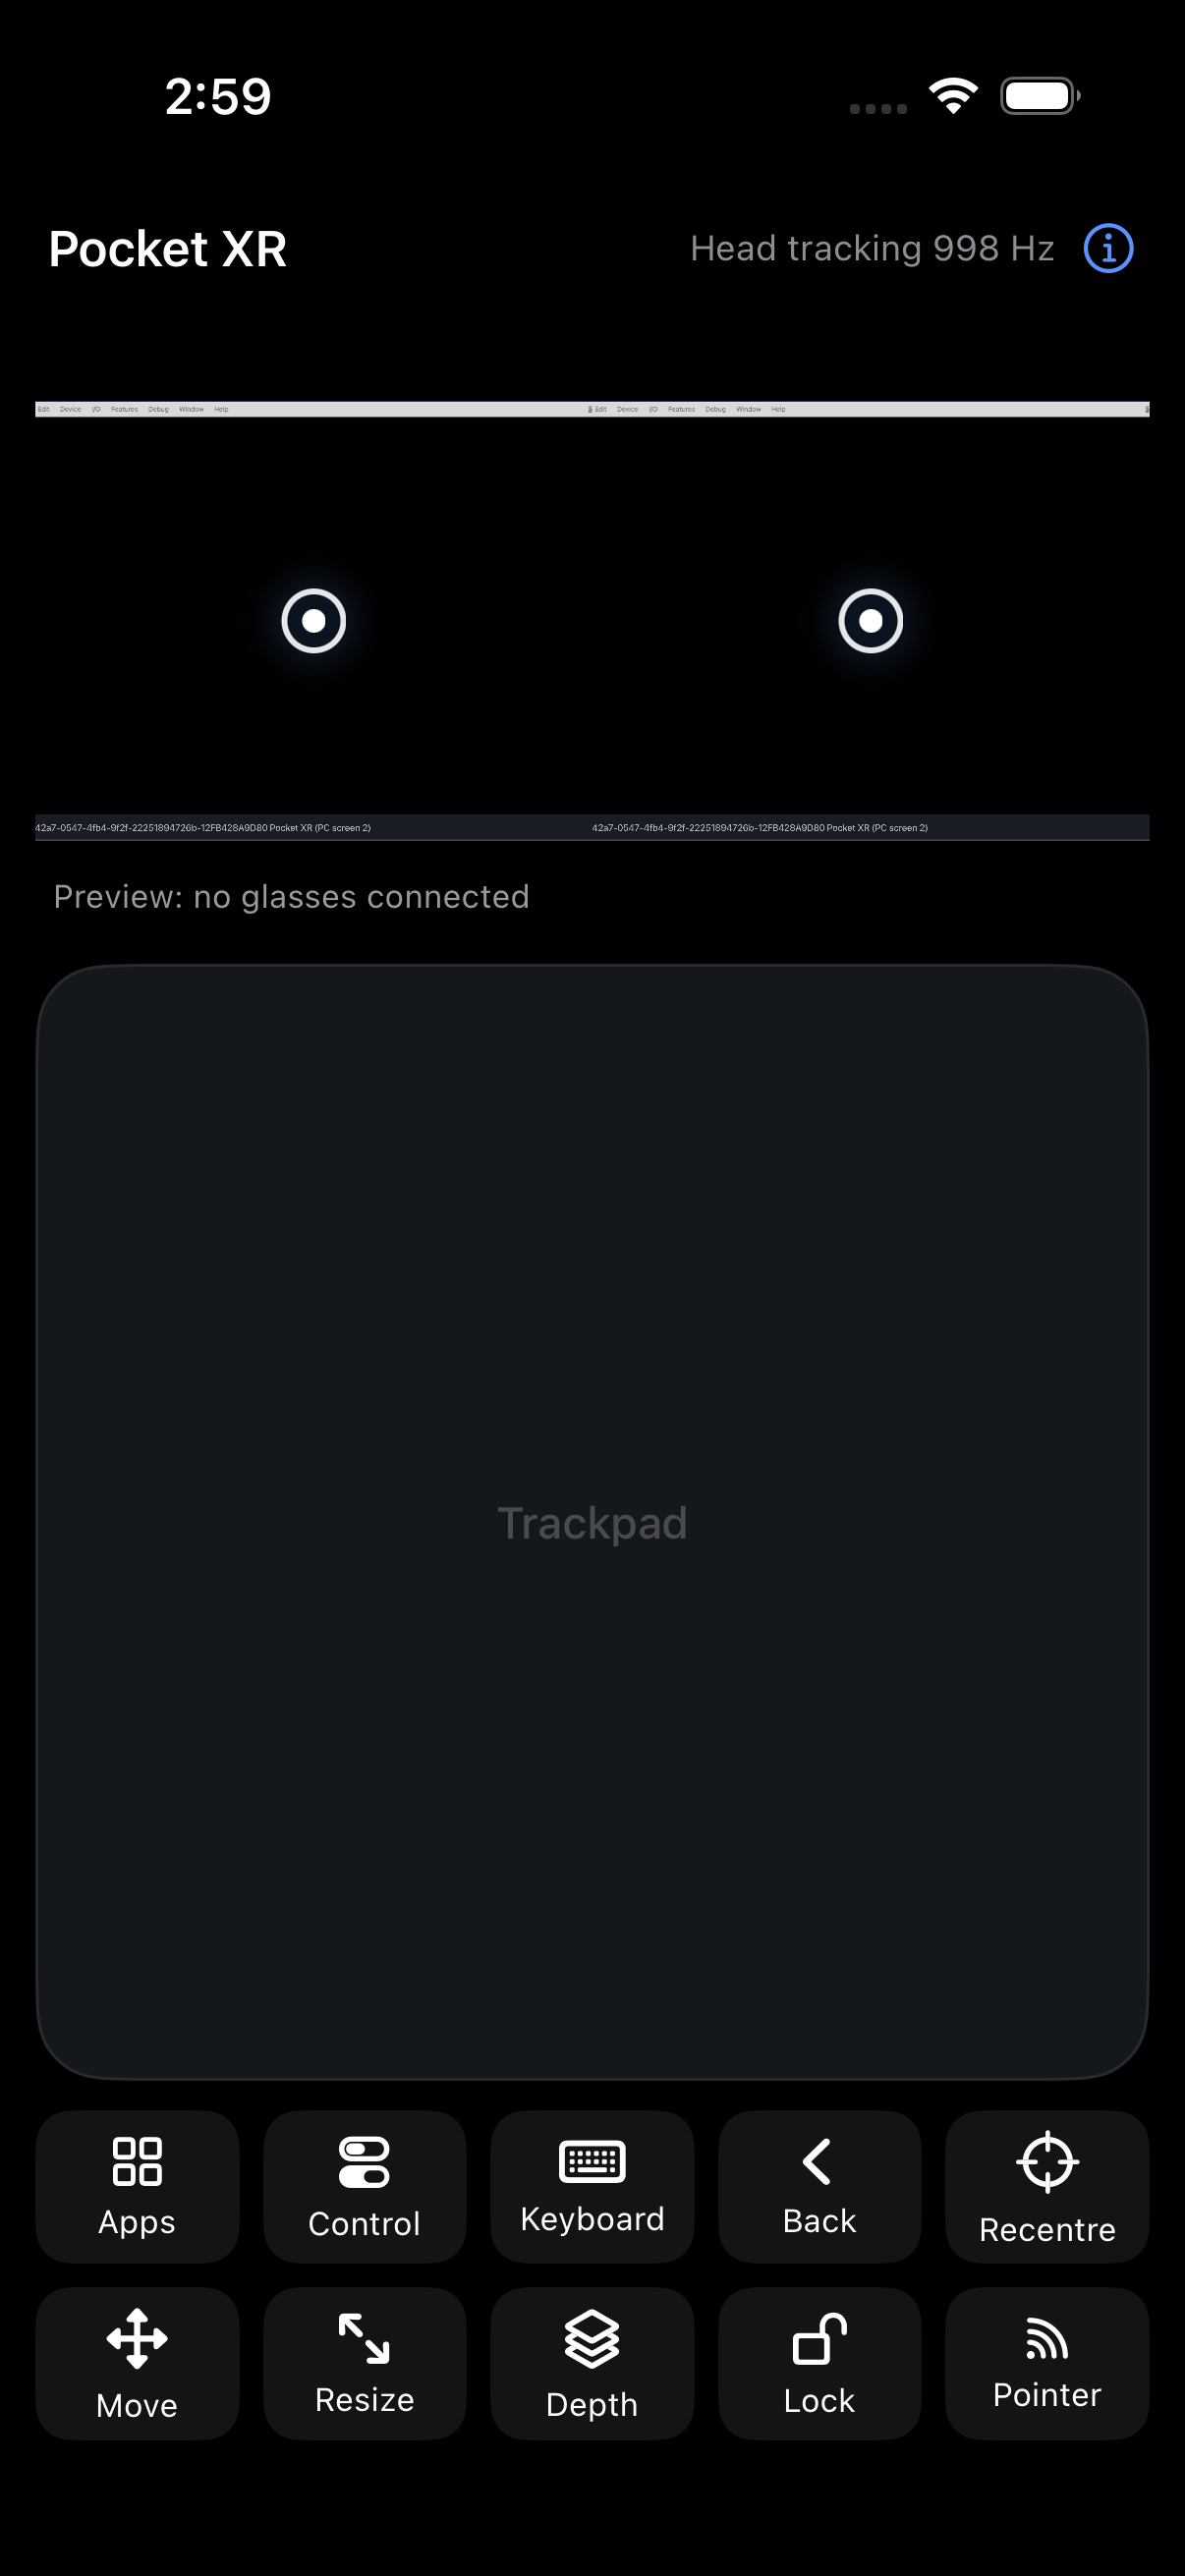 2:59
Pocket XR
Head tracking 998 Hz
Edit Device I/O Features Debug Window Help
Edit Device I/O Features Debug Window Help
42a7-0547-4fb4-9f2f-22251894726b-12FB428A9D80 Pocket XR (PC screen 2)
42a7-0547-4fb4-9f2f-22251894726b-12FB428A9D80 Pocket XR (PC screen 2)
Preview: no glasses connected
Trackpad
Apps Control Keyboard Back Recentre
Move Resize Depth Lock Pointer